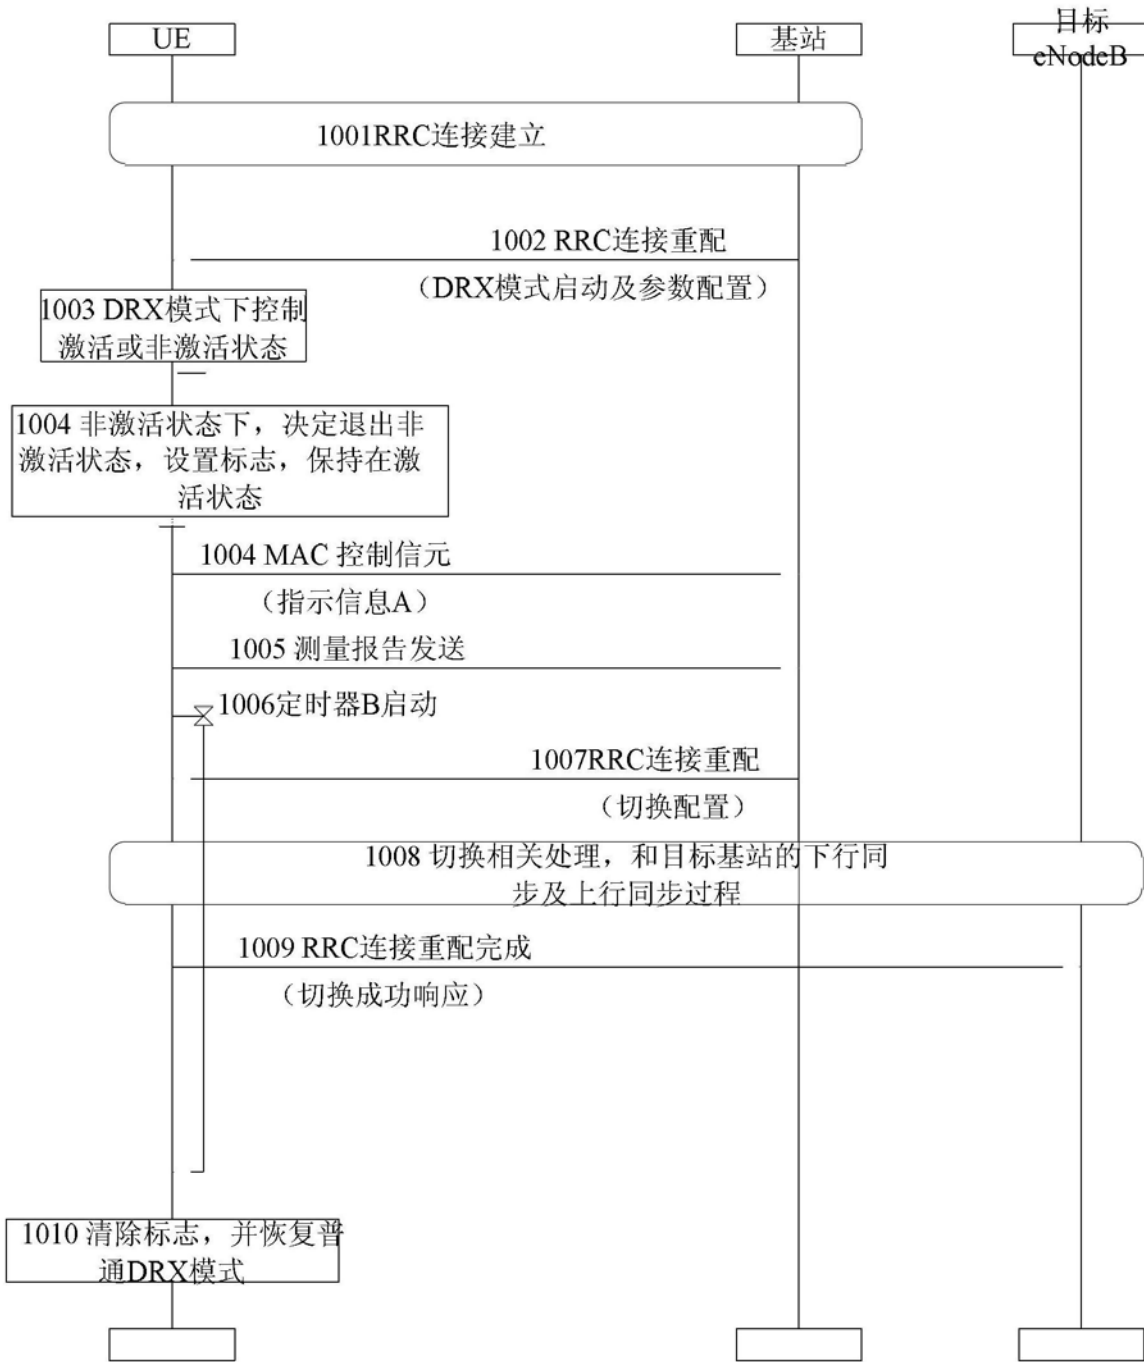 UE
基站
目标
eNodeB
1001RRC连接建立
1002 RRC连接重配
（DRX模式启动及参数配置）
1003 DRX模式下控制
激活或非激活状态
1004 非激活状态下，决定退出非
激活状态，设置标志，保持在激
活状态
1004 MAC 控制信元
（指示信息A）
1005 测量报告发送
1006定时器B启动
1007RRC连接重配
（切换配置）
1008 切换相关处理，和目标基站的下行同
步及上行同步过程
1009 RRC连接重配完成
（切换成功响应）
1010 清除标志，并恢复普
通DRX模式